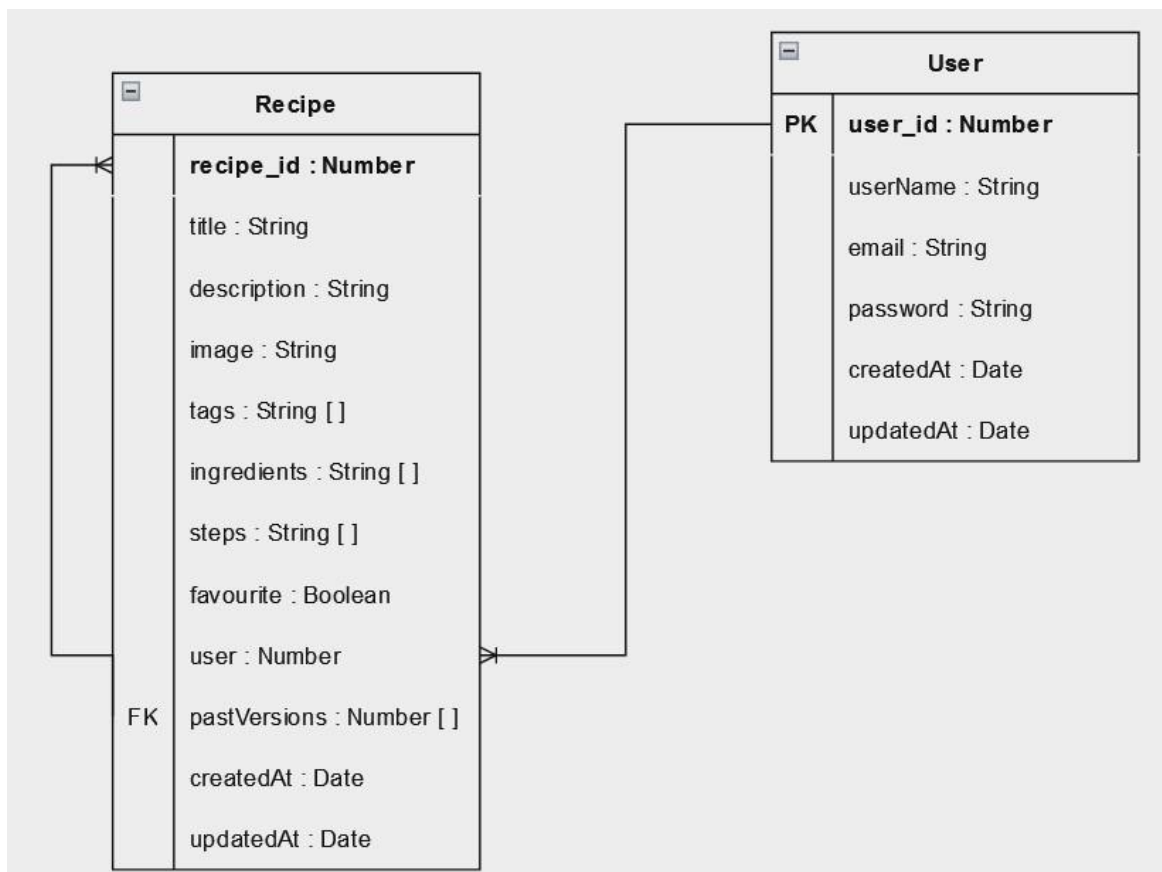 Recipe
recipe_id : Number
title : String
description : String
image : String
tags : String [ ]
ingredients : String [ ]
steps : String [ ]
favourite : Boolean
user : Number
FK pastVersions : Number [ ]
createdAt : Date
updatedAt : Date
User
PK user_id : Number
userName : String
email : String
password : String
createdAt : Date
updatedAt : Date